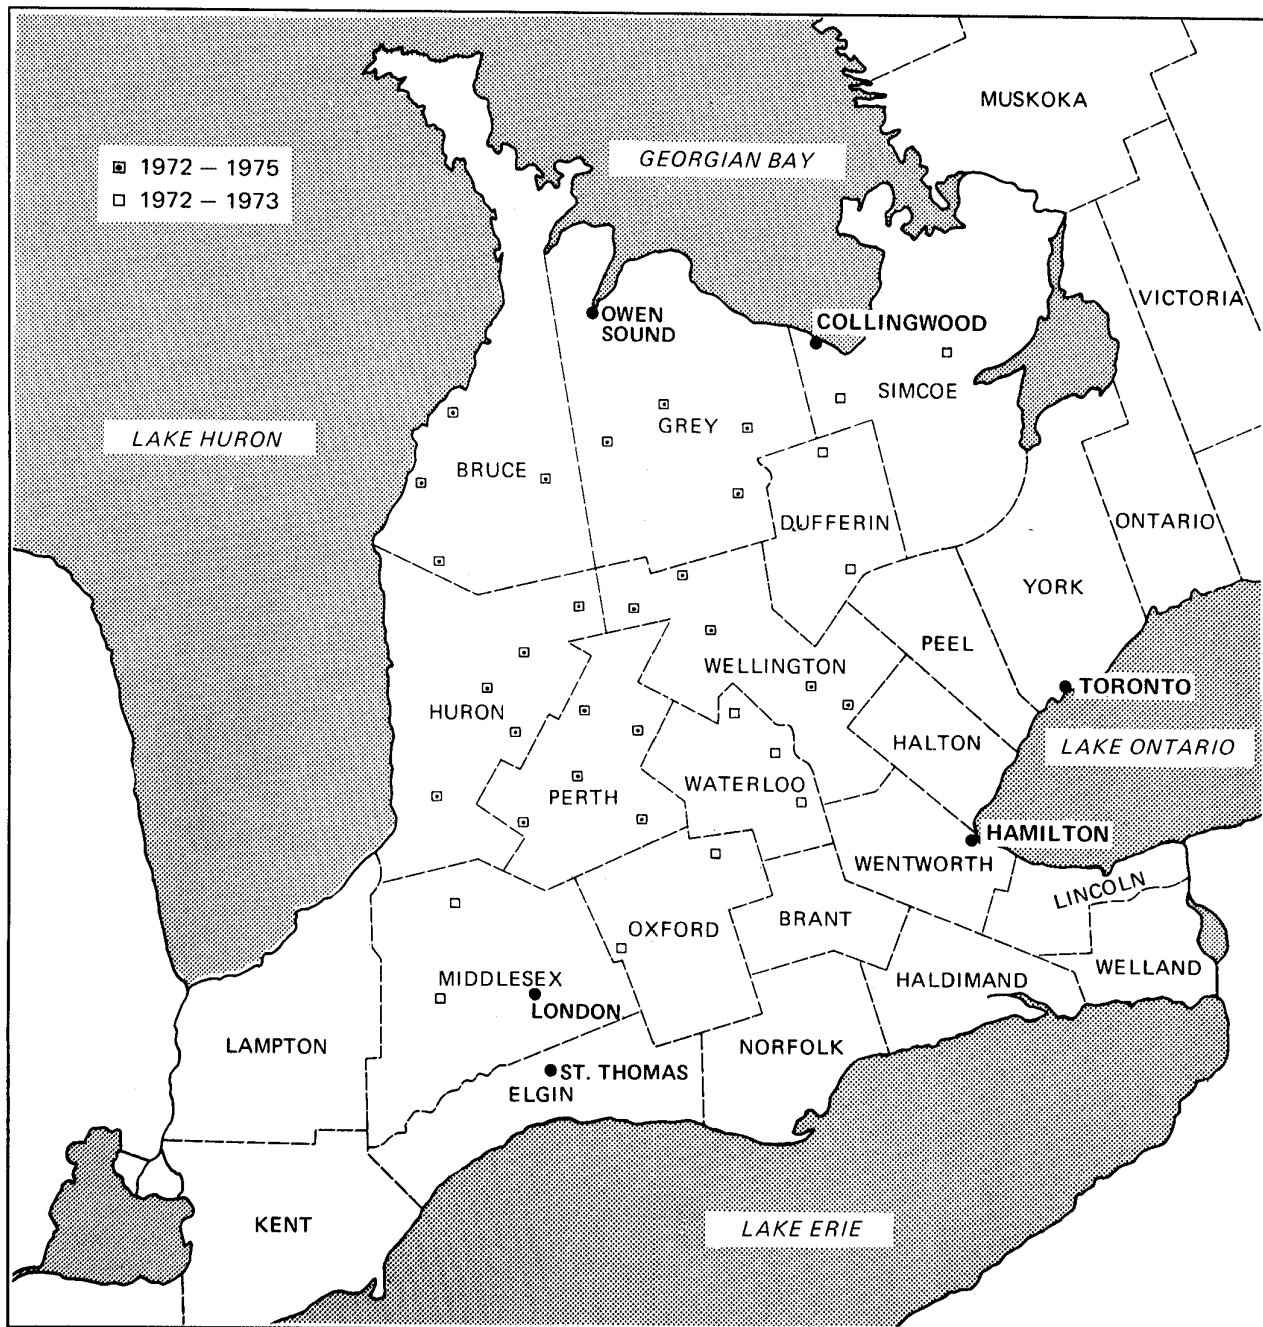 MUSKOKA
GEORGIAN BAY
1972 – 1975
1972 – 1973
VICTORIA
OWEN
SOUND
COLLINGWOOD
SIMCOE
LAKE HURON
GREY
BRUCE
DUFFERIN
ONTARIO
YORK
PEEL
WELLINGTON
TORONTO
HURON
HALTON
LAKE ONTARIO
WATERLOO
PERTH
HAMILTON
WENTWORTH
LINCOLN
BRANT
OXFORD
WELLAND
MIDDLESEX
HALDIMAND
LONDON
LAMPTON
NORFOLK
ST. THOMAS
ELGIN
KENT
LAKE ERIE